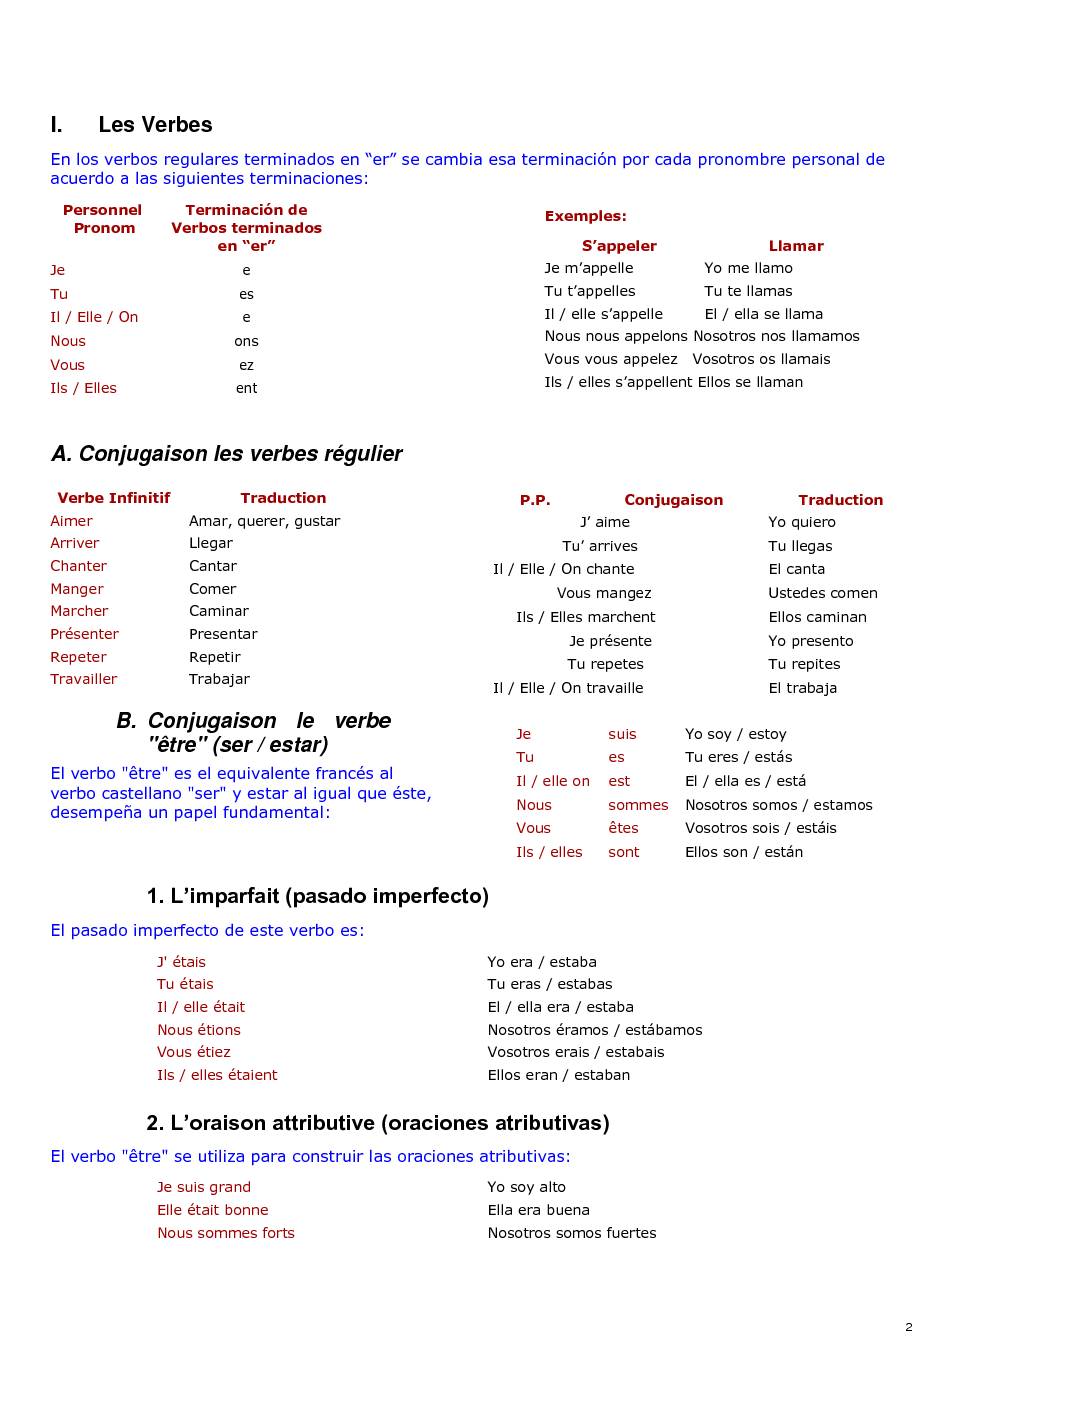 I. Les Verbes
En los verbos regulares terminados en “er” se cambia esa terminación por cada pronombre personal de
acuerdo a las siguientes terminaciones:
Personnel Terminación de
Pronom Verbos terminados
en “er”
Je e
Tu es
Il / Elle / On e
Nous ons
Vous ez
Ils / Elles ent
Exemples:
S’appeler Llamar
Je m’appelle Yo me llamo
Tu t’appelles Tu te llamas
Il / elle s’appelle El / ella se llama
Nous nous appelons Nosotros nos llamamos
Vous vous appelez Vosotros os llamais
Ils / elles s’appellent Ellos se llaman
A. Conjugaison les verbes régulier
Verbe Infinitif Traduction
Aimer Amar, querer, gustar
Arriver Llegar
Chanter Cantar
Manger Comer
Marcher Caminar
Présenter Presentar
Repeter Repetir
Travailler Trabajar
P.P. Conjugaison Traduction
J’ aime Yo quiero
Tu’ arrives Tu llegas
Il / Elle / On chante El canta
Vous mangez Ustedes comen
Ils / Elles marchent Ellos caminan
Je présente Yo presento
Tu repetes Tu repites
Il / Elle / On travaille El trabaja
B. Conjugaison le verbe
"être" (ser / estar)
El verbo "être" es el equivalente francés al
verbo castellano "ser" y estar al igual que éste,
desempeña un papel fundamental:
Je suis Yo soy / estoy
Tu es Tu eres / estás
Il / elle on est El / ella es / está
Nous sommes Nosotros somos / estamos
Vous êtes Vosotros sois / estáis
Ils / elles sont Ellos son / están
1. L’imparfait (pasado imperfecto)
El pasado imperfecto de este verbo es:
J' étais Yo era / estaba
Tu étais Tu eras / estabas
Il / elle était El / ella era / estaba
Nous étions Nosotros éramos / estábamos
Vous étiez Vosotros erais / estabais
Ils / elles étaient Ellos eran / estaban
2. L’oraison attributive (oraciones atributivas)
El verbo "être" se utiliza para construir las oraciones atributivas:
Je suis grand Yo soy alto
Elle était bonne Ella era buena
Nous sommes forts Nosotros somos fuertes
2